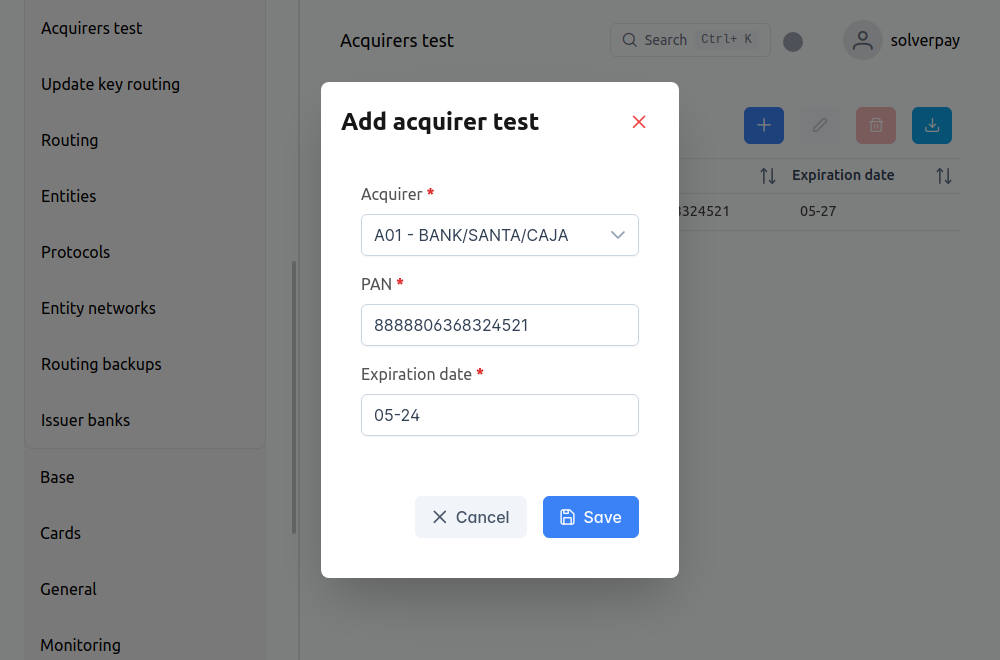 Acquirers test
Update key routing
Routing
Entities
Protocols
Entity networks
Routing backups
Issuer banks
Base
Cards
General
Monitoring
Acquirers test
Search Ctrl+ K
solverpay
Expiration date
8324521 05-27
Add acquirer test
Acquirer *
A01 - BANK/SANTA/CAJA
PAN *
8888806368324521
Expiration date *
05-24
Cancel Save